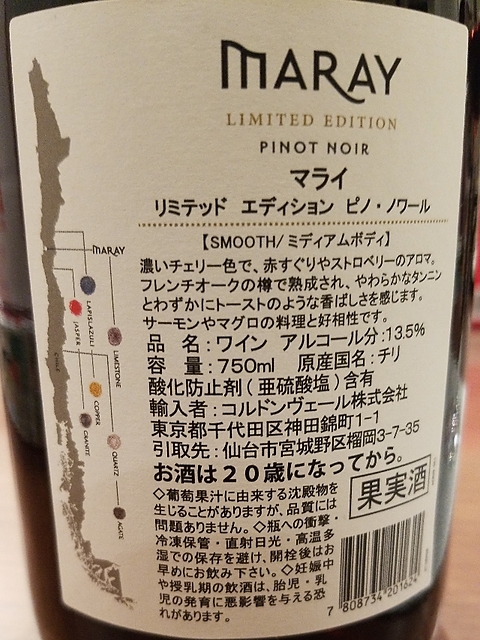 MARAY
LIMITED EDITION
PINOT NOIR
マライ
リミテッド エディション ピノ・ノワール
【SMOOTH/ミディアムボディ】
濃いチェリー色で、赤すぐりやストロベリーのアロマ。
フレンチオークの樽で熟成され、やわらかなタンニン
とわずかにトーストのような香ばしさを感じます。
サーモンやマグロの料理と好相性です。
品 名:ワイン アルコール分:13.5%
容 量:750ml 原産国名:チリ
酸化防止剤(亜硫酸塩)含有
輸入者:コルドンヴェール株式会社
東京都千代田区神田錦町1-1
引取先:仙台市宮城野区榴岡3-7-35
お酒は20歳になってから。
果実酒
◇葡萄果汁に由来する沈殿物を
生じることがありますが、品質には
問題ありません。◇瓶への衝撃・
冷凍保管・直射日光・高温多
湿での保存を避け、開栓後はお
早めにお飲み下さい。◇妊娠中
や授乳期の飲酒は、胎児・乳
児の発育に悪影響を与える恐
れがあります。
7 808734 201624
MARAY
LAPISLAZULI
JASPER
LIMESTONE
COPPER
GRANITE
QUARTZ
AGATE